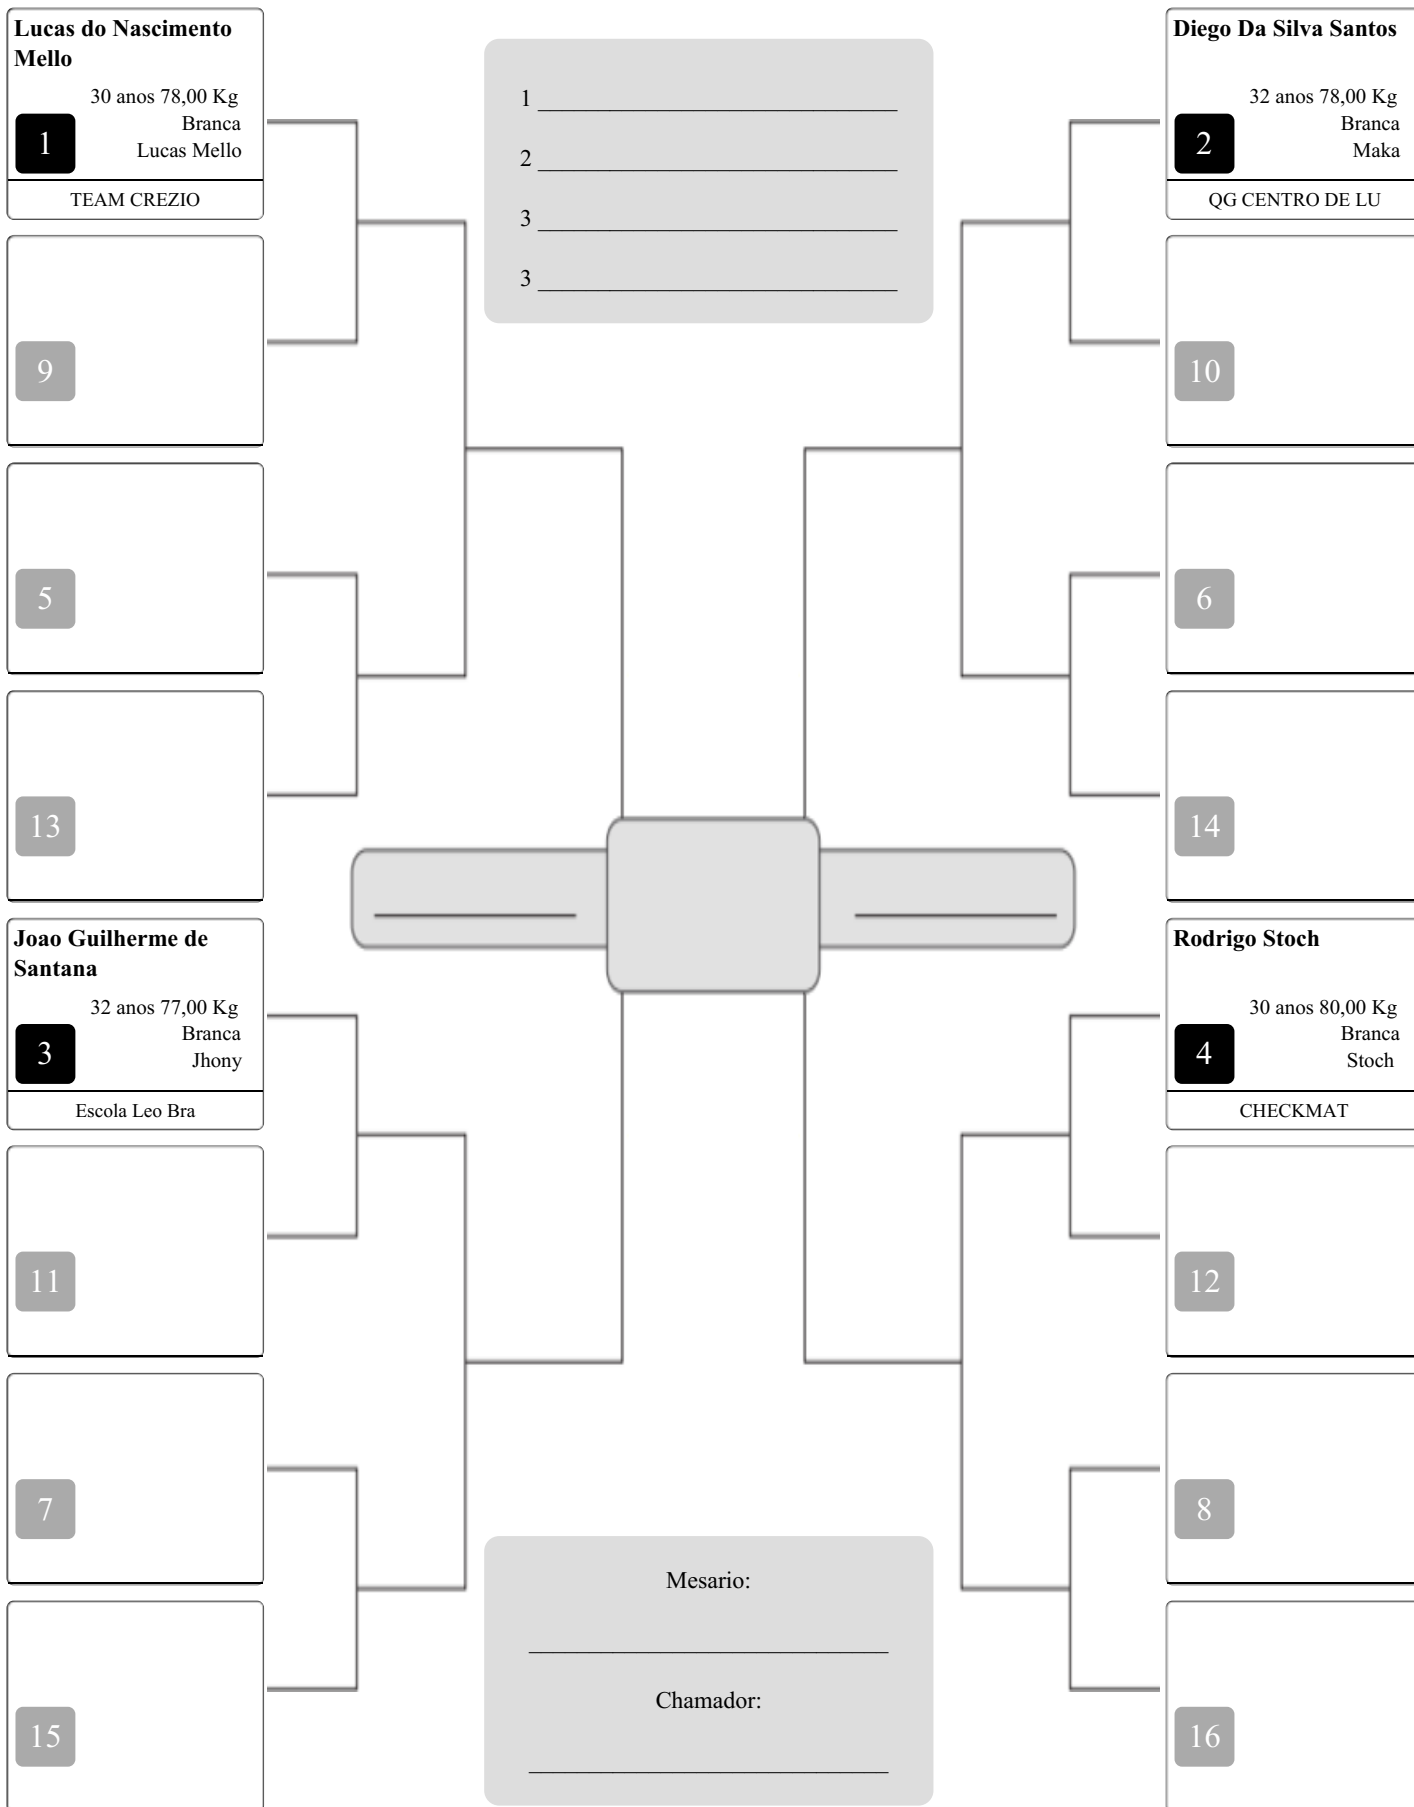 Lucas do Nascimento
Mello
30 anos 78,00 Kg
Branca
1
Lucas Mello
TEAM CREZIO
9
5
13
Joao Guilherme de
Santana
32 anos 77,00 Kg
Branca
3
Jhony
Escola Leo Bra
11
7
15
1
2
3
3
Mesario:
Chamador:
Diego Da Silva Santos
32 anos 78,00 Kg
Branca
2
Maka
QG CENTRO DE LU
10
6
14
Rodrigo Stoch
30 anos 80,00 Kg
Branca
4
Stoch
CHECKMAT
12
8
16